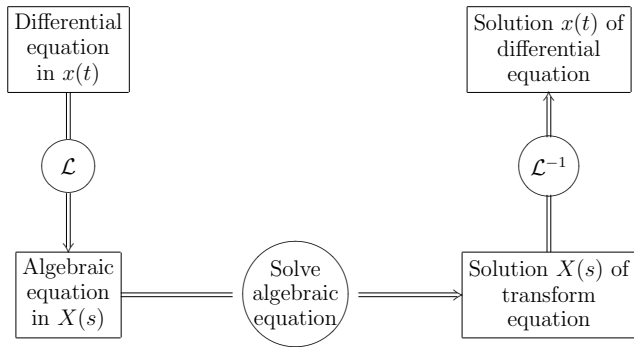 Differential
equation
in x(t)
Solution x(t) of
differential
equation
ℒ
ℒ⁻¹
Algebraic
equation
in X(s)
Solve
algebraic
equation
Solution X(s) of
transform
equation